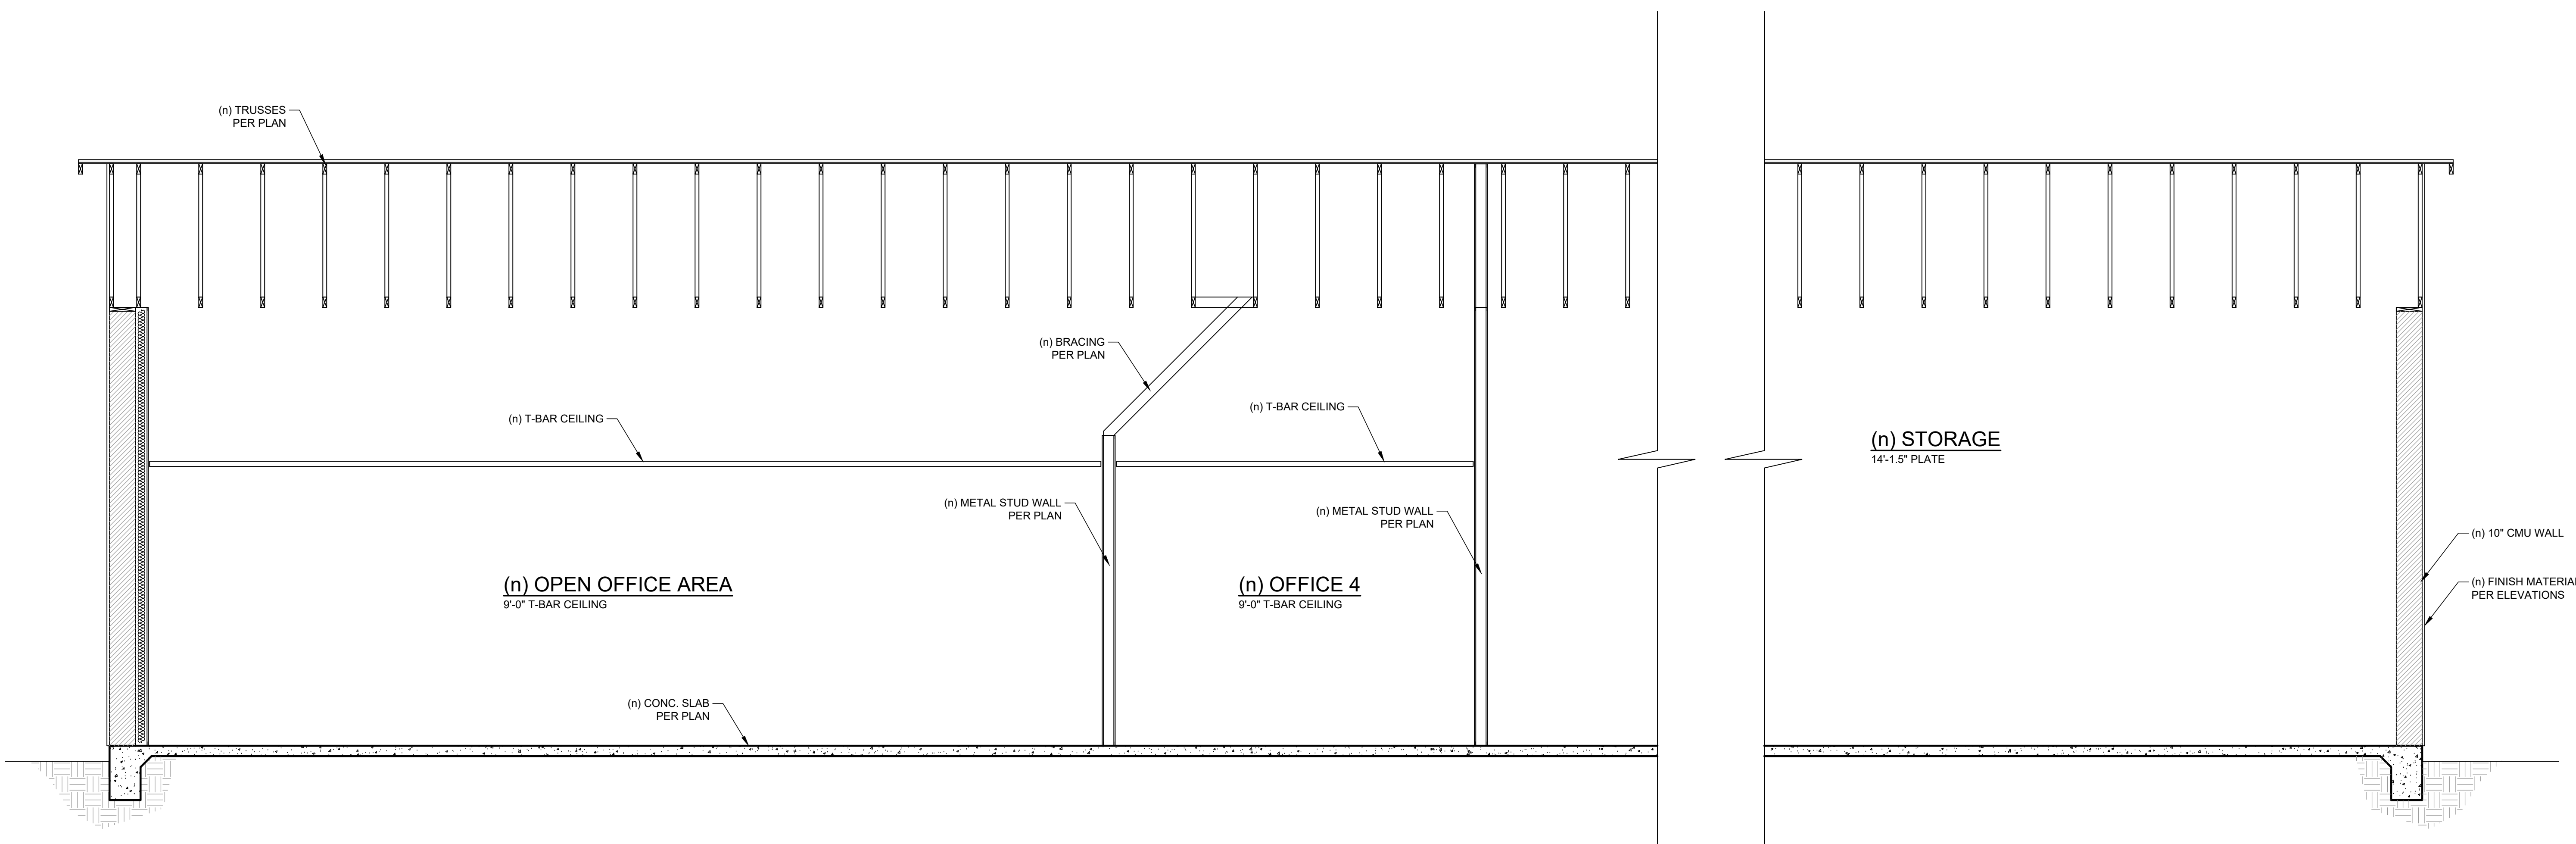 (n) TRUSSES
PER PLAN
(n) BRACING
PER PLAN
(n) T-BAR CEILING
(n) T-BAR CEILING
(n) STORAGE
14'-1.5" PLATE
(n) METAL STUD WALL
PER PLAN
(n) METAL STUD WALL
PER PLAN
(n) 10" CMU WALL
(n) OPEN OFFICE AREA
9'-0" T-BAR CEILING
(n) OFFICE 4
9'-0" T-BAR CEILING
(n) FINISH MATERIAL
PER ELEVATIONS
(n) CONC. SLAB
PER PLAN